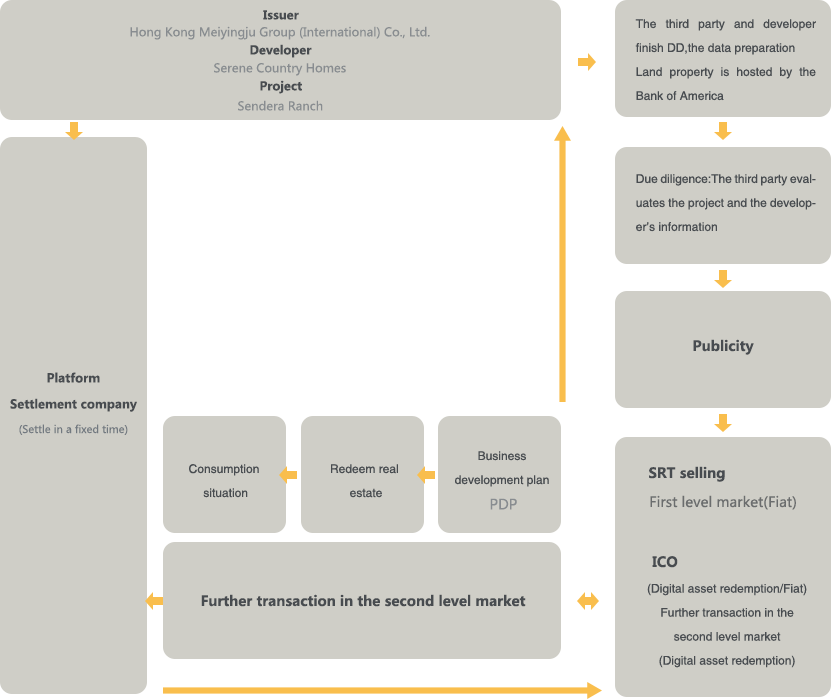 Issuer
Hong Kong Meiyingju Group (International) Co., Ltd.
Developer
Serene Country Homes
Project
Sendera Ranch
The third party and developer
finish DD,the data preparation
Land property is hosted by the
Bank of America
Due diligence:The third party eval-
uates the project and the develop-
er's information
Publicity
Platform
Settlement company
(Settle in a fixed time)
Consumption
situation
Redeem real
estate
Business
development plan
PDP
SRT selling
First level market(Fiat)
ICO
(Digital asset redemption/Fiat)
Further transaction in the
second level market
(Digital asset redemption)
Further transaction in the second level market